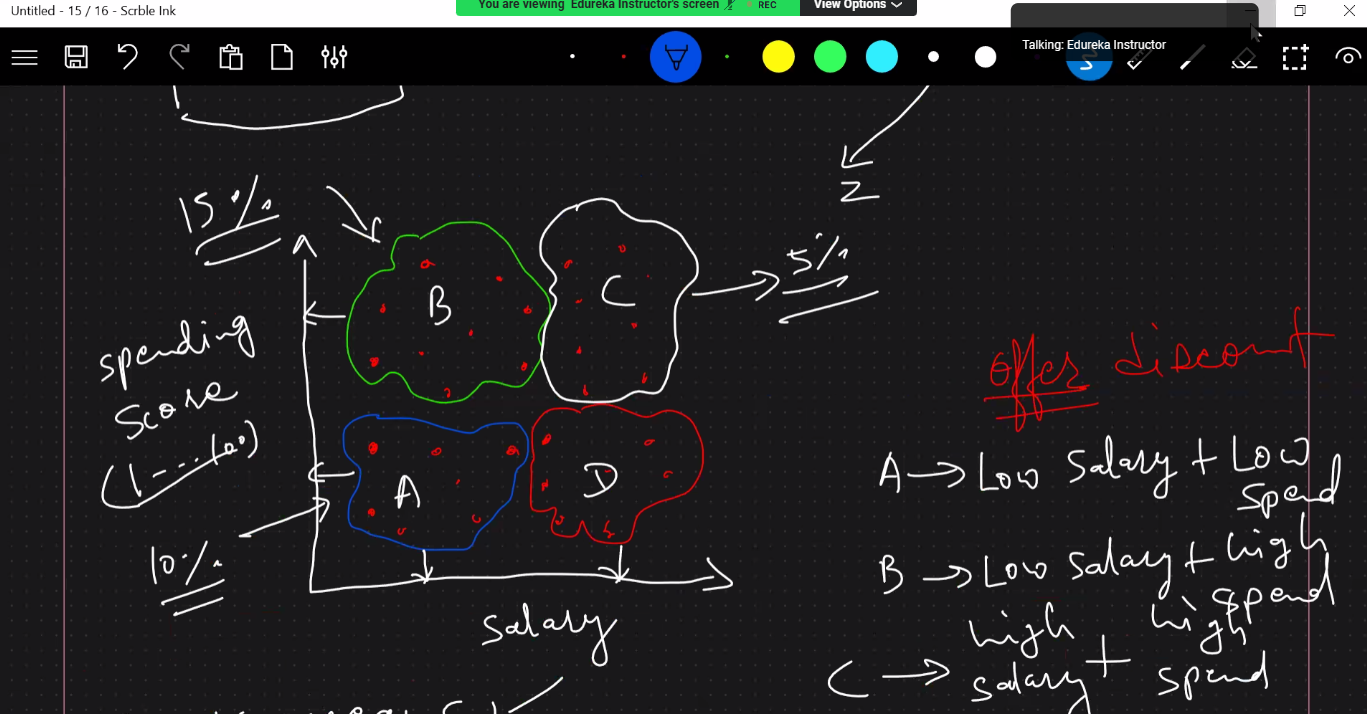 Untitled - 15 / 16 - Scrble Ink
You are viewing Edureka Instructor's screen
REC
View Options
Talking: Edureka Instructor
Z
15%
B
C
5%
spending
score
(1---100)
offer discount
A
D
A → Low salary + Low
spend
10%
B → Low salary + high
spend
salary
C → high salary + high spend